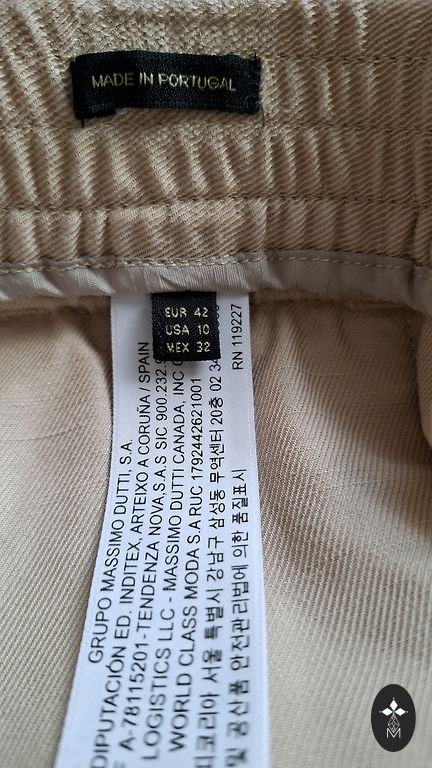 MADE IN PORTUGAL
EUR 42
USA 10
MEX 32
GRUPO MASSIMO DUTTI, S.A.
DIPUTACIÓN ED. INDITEX, ARTEIXO A CORUÑA / SPAIN
A-78115201-TENDENZA NOVA,S.A.S SIC 900.232.
LOGISTICS LLC - MASSIMO DUTTI CANADA, INC
WORLD CLASS MODA S.A RUC 1792442621001
디코리아 서울 특별시 강남구 삼성동 무역센터 20층 02 34
및 공산품 안전관리법에 의한 품질표시
RN 119227